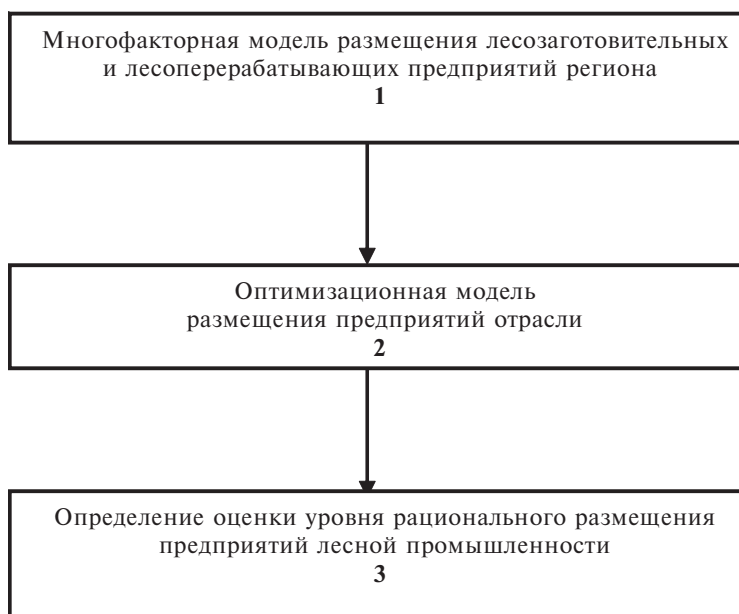 Многофакторная модель размещения лесозаготовительных
и лесоперерабатывающих предприятий региона
1
Оптимизационная модель
размещения предприятий отрасли
2
Определение оценки уровня рационального размещения
предприятий лесной промышленности
3